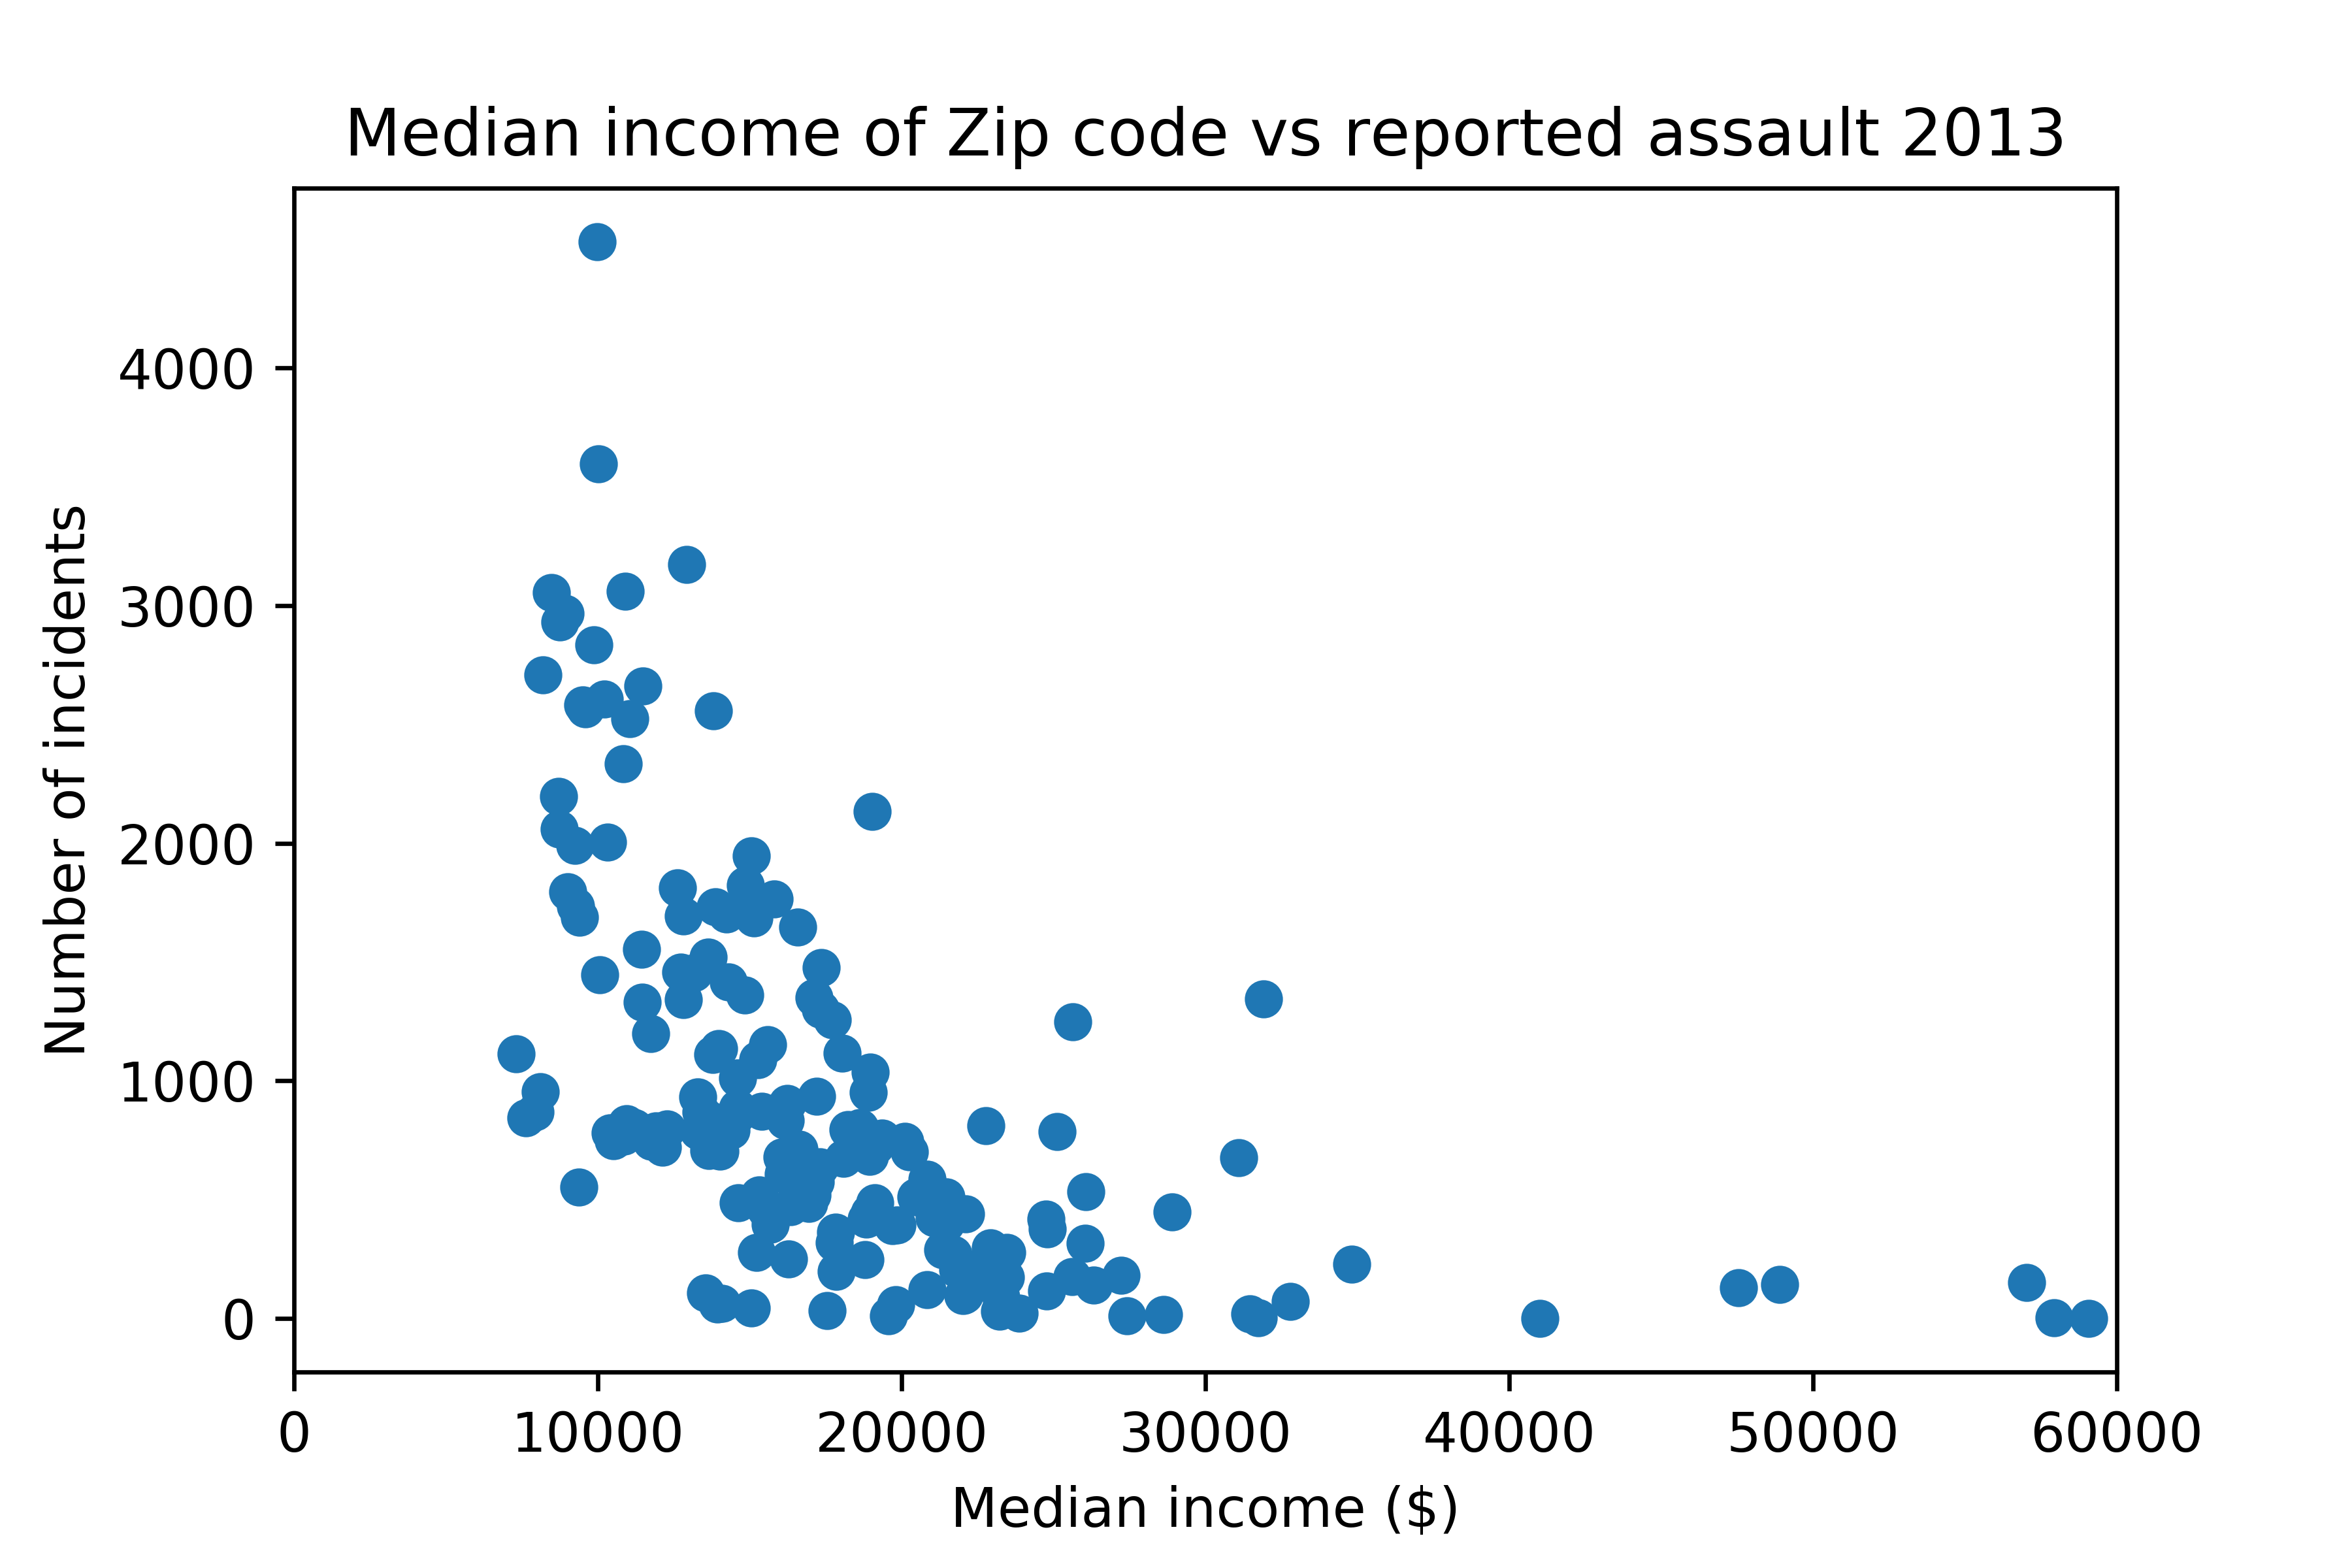 Median income of Zip code vs reported assault 2013
Number of incidents
4000
3000
2000
1000
0
0 10000 20000 30000 40000 50000 60000
Median income ($)